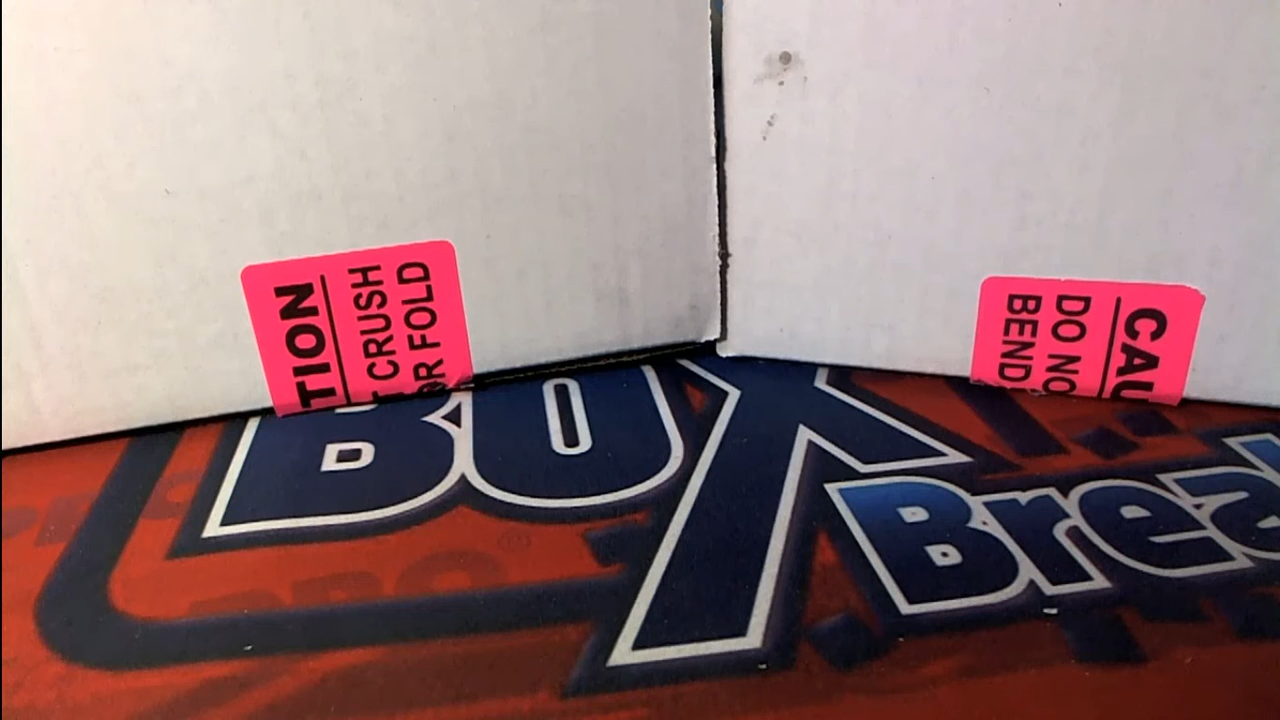 TION
T CRUSH
OR FOLD
CAU
DO NO
BEND
BOX
Brea